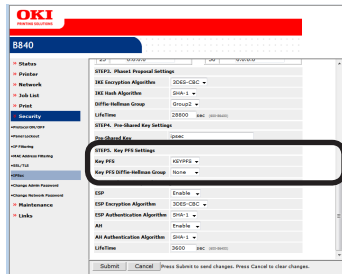 OKI
PRINTING SOLUTIONS
B840
Status
Printer
Network
Job List
Print
Security
Protocol ON/OFF
Panel Lockout
IP Filtering
MAC Address Filtering
SSL/TLS
IPSec
Change Admin Password
Change Network Password
Maintenance
Links
STEP2. Phase1 Proposal Settings
IKE Encryption Algorithm 3DES-CBC
IKE Hash Algorithm SHA-1
Diffie-Hellman Group Group2
LifeTime 28800 sec (600-86400)
STEP4. Pre-Shared Key Settings
Pre-Shared Key ipsec
STEP5. Key PFS Settings
Key PFS KEYPFS
Key PFS Diffie-Hellman Group None
ESP Enable
ESP Encryption Algorithm 3DES-CBC
ESP Authentication Algorithm SHA-1
AH Enable
AH Authentication Algorithm SHA-1
LifeTime 3600 sec (600-86400)
Submit Cancel Press Submit to send changes. Press Cancel to clear changes.